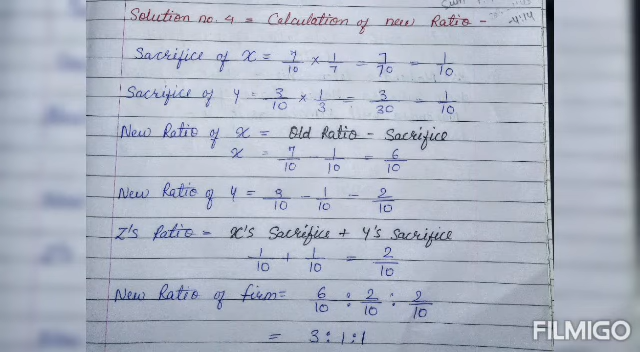 Solution no. 4 = Calculation of new Ratio -
Sacrifice of x = 7/10 × 1/7 = 7/70 = 1/10
Sacrifice of y = 3/10 × 1/3 = 3/30 = 1/10
New Ratio of x = Old Ratio - Sacrifice
x = 7/10 - 1/10 = 6/10
New Ratio of y = 9/10 - 1/10 - 2/10
Z's Ratio - x's Sacrifice + y's Sacrifice
1/10 + 1/10 = 2/10
New Ratio of firm = 6/10 : 2/10 : 2/10
= 3:1:1
FILMIGO